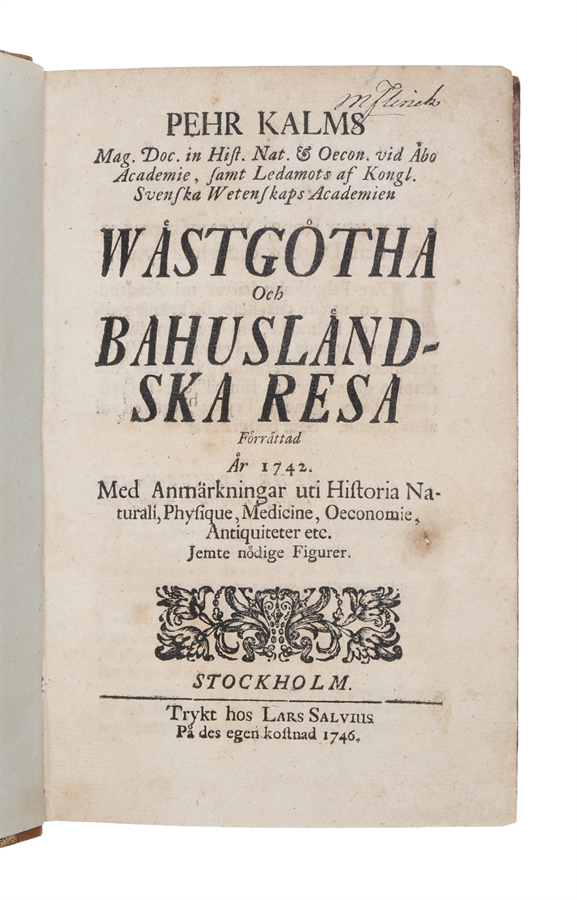 PEHR KALMS
Mag. Doc. in Hiſt. Nat. & Oecon. vid Åbo
Academie, ſamt Ledamots af Kongl.
Svenſka Wetenſkaps Academien
WÅSTGÖTHA
Och
BAHUSLÅND-
SKA RESA
Förrättad
År 1742.
Med Anmärkningar uti Hiſtoria Na-
turali, Phyſique, Medicine, Oeconomie,
Antiquiteter etc.
Jemte nödige Figurer.
STOCKHOLM.
Trykt hos LARS SALVIUS
På des egen koſtnad 1746.